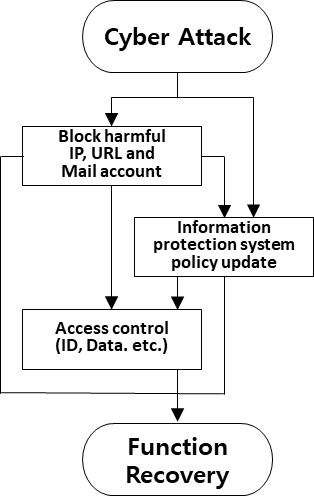 Cyber Attack
Block harmful
IP, URL and
Mail account
Information
protection system
policy update
Access control
(ID, Data. etc.)
Function
Recovery